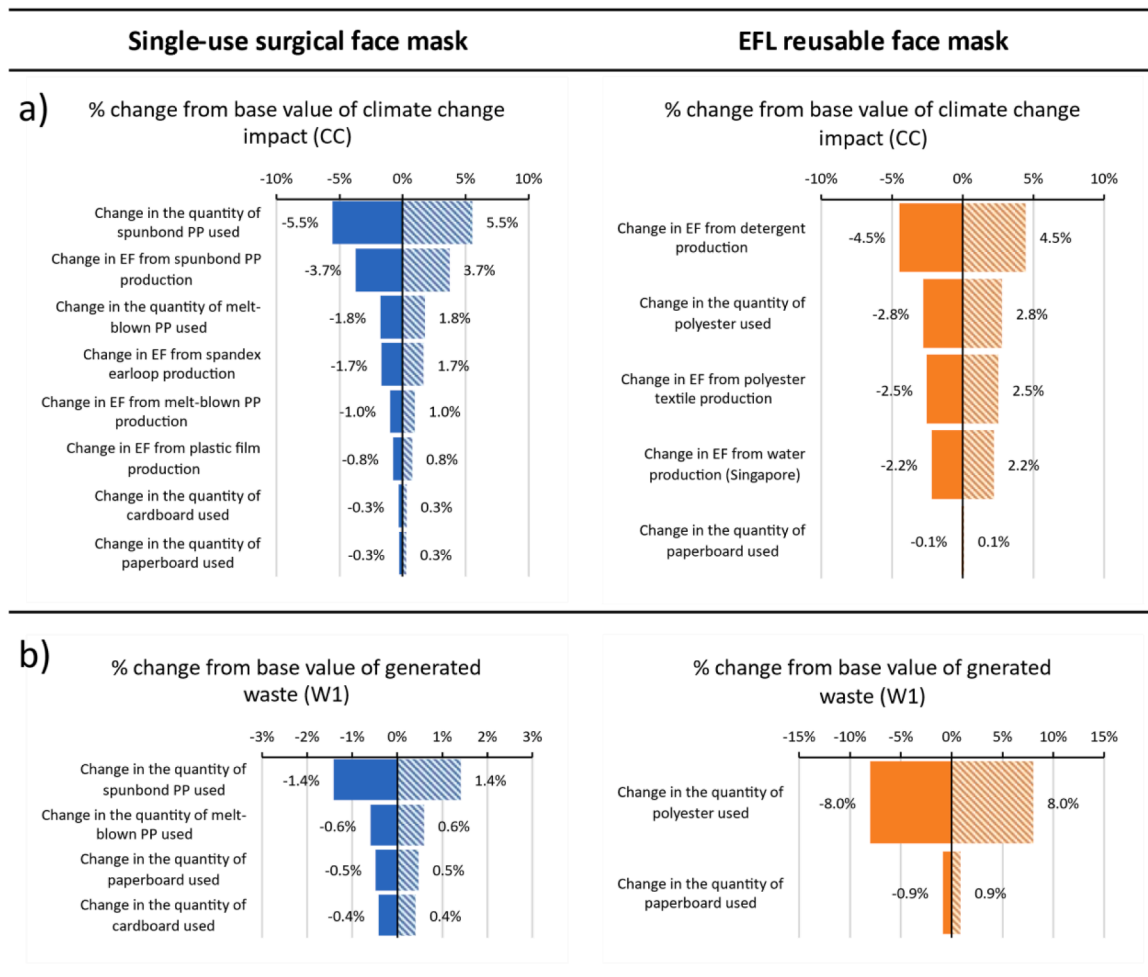 Single-use surgical face mask
EFL reusable face mask
a)
% change from base value of climate change
impact (CC)
-10% -5% 0% 5% 10%
Change in the quantity of
spunbond PP used
-5.5% 5.5%
Change in EF from spunbond PP
production
-3.7% 3.7%
Change in the quantity of melt-
blown PP used
-1.8% 1.8%
Change in EF from spandex
earloop production
-1.7% 1.7%
Change in EF from melt-blown PP
production
-1.0% 1.0%
Change in EF from plastic film
production
-0.8% 0.8%
Change in the quantity of
cardboard used
-0.3% 0.3%
Change in the quantity of
paperboard used
-0.3% 0.3%
% change from base value of climate change
impact (CC)
-10% -5% 0% 5% 10%
Change in EF from detergent
production
-4.5% 4.5%
Change in the quantity of
polyester used
-2.8% 2.8%
Change in EF from polyester
textile production
-2.5% 2.5%
Change in EF from water
production (Singapore)
-2.2% 2.2%
Change in the quantity of
paperboard used
-0.1% 0.1%
b)
% change from base value of generated
waste (W1)
-3% -2% -1% 0% 1% 2% 3%
Change in the quantity of
spunbond PP used
-1.4% 1.4%
Change in the quantity of melt-
blown PP used
-0.6% 0.6%
Change in the quantity of
paperboard used
-0.5% 0.5%
Change in the quantity of
cardboard used
-0.4% 0.4%
% change from base value of gnerated
waste (W1)
-15% -10% -5% 0% 5% 10% 15%
Change in the quantity of
polyester used
-8.0% 8.0%
Change in the quantity of
paperboard used
-0.9% 0.9%